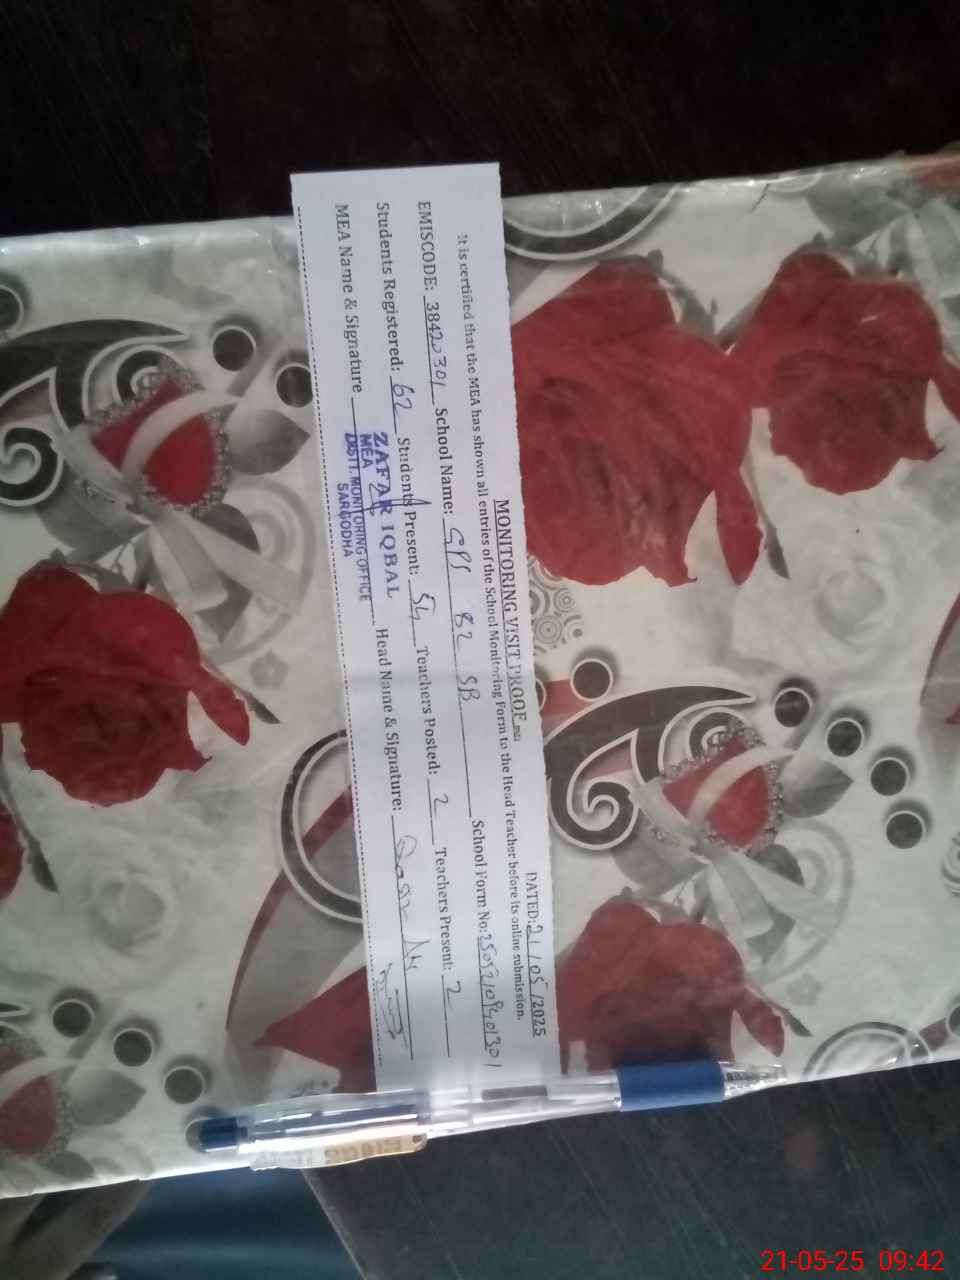 MONITORING VISIT PROOF
DATED: 21/05/2025
It is certified that the MEA has shown all entries of the School Monitoring Form to the Head Teacher before its online submission.
EMISCODE: 38420301 School Name: GPS 82 SB School Form No:
Students Registered: 62 Students Present: 54 Teachers Posted: 2 Teachers Present: 2
MEA Name & Signature Head Name & Signature:
ZAFAR IQBAL
MEA
DISTT. MONITORING OFFICE
SARGODHA
21-05-25 09:42